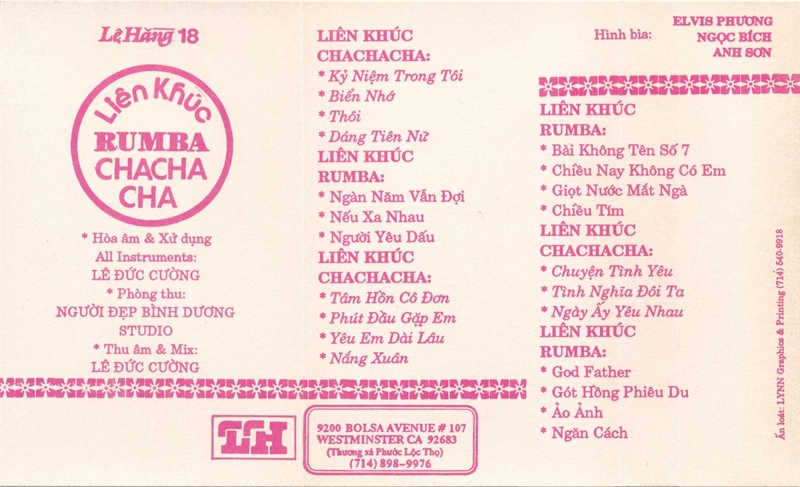 Lệ Hằng 18
Liên Khúc
RUMBA
CHACHA
CHA
* Hòa âm & Xử dụng
All Instruments:
LÊ ĐỨC CƯỜNG
* Phòng thu:
NGƯỜI ĐẸP BÌNH DƯƠNG
STUDIO
* Thu âm & Mix:
LÊ ĐỨC CƯỜNG
LIÊN KHÚC
CHACHACHA:
* Kỷ Niệm Trong Tôi
* Biển Nhớ
* Thôi
* Dáng Tiên Nữ
LIÊN KHÚC
RUMBA:
* Ngàn Năm Vẫn Đợi
* Nếu Xa Nhau
* Người Yêu Dấu
LIÊN KHÚC
CHACHACHA:
* Tâm Hồn Cô Đơn
* Phút Đầu Gặp Em
* Yêu Em Dài Lâu
* Nắng Xuân
Hình bìa:
ELVIS PHƯƠNG
NGỌC BÍCH
ANH SƠN
LIÊN KHÚC
RUMBA:
* Bài Không Tên Số 7
* Chiều Nay Không Có Em
* Giọt Nước Mắt Ngà
* Chiều Tím
LIÊN KHÚC
CHACHACHA:
* Chuyện Tình Yêu
* Tình Nghĩa Đôi Ta
* Ngày Ấy Yêu Nhau
LIÊN KHÚC
RUMBA:
* God Father
* Gót Hồng Phiêu Du
* Ảo Ảnh
* Ngăn Cách
Ấn loát: LYNN Graphics & Printing (714) 540-9918
LH
9200 BOLSA AVENUE # 107
WESTMINSTER CA 92683
(Thương xá Phước Lộc Thọ)
(714) 898-9976